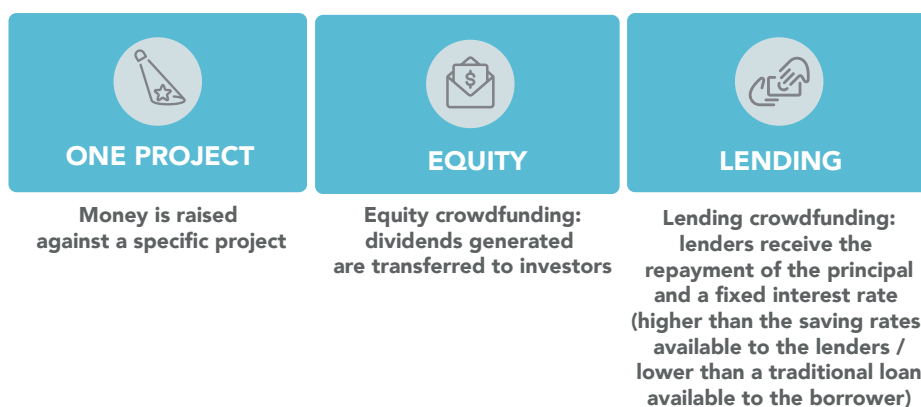 ONE PROJECT
Money is raised
against a specific project
$
EQUITY
Equity crowdfunding:
dividends generated
are transferred to investors
LENDING
Lending crowdfunding:
lenders receive the
repayment of the principal
and a fixed interest rate
(higher than the saving rates
available to the lenders /
lower than a traditional loan
available to the borrower)